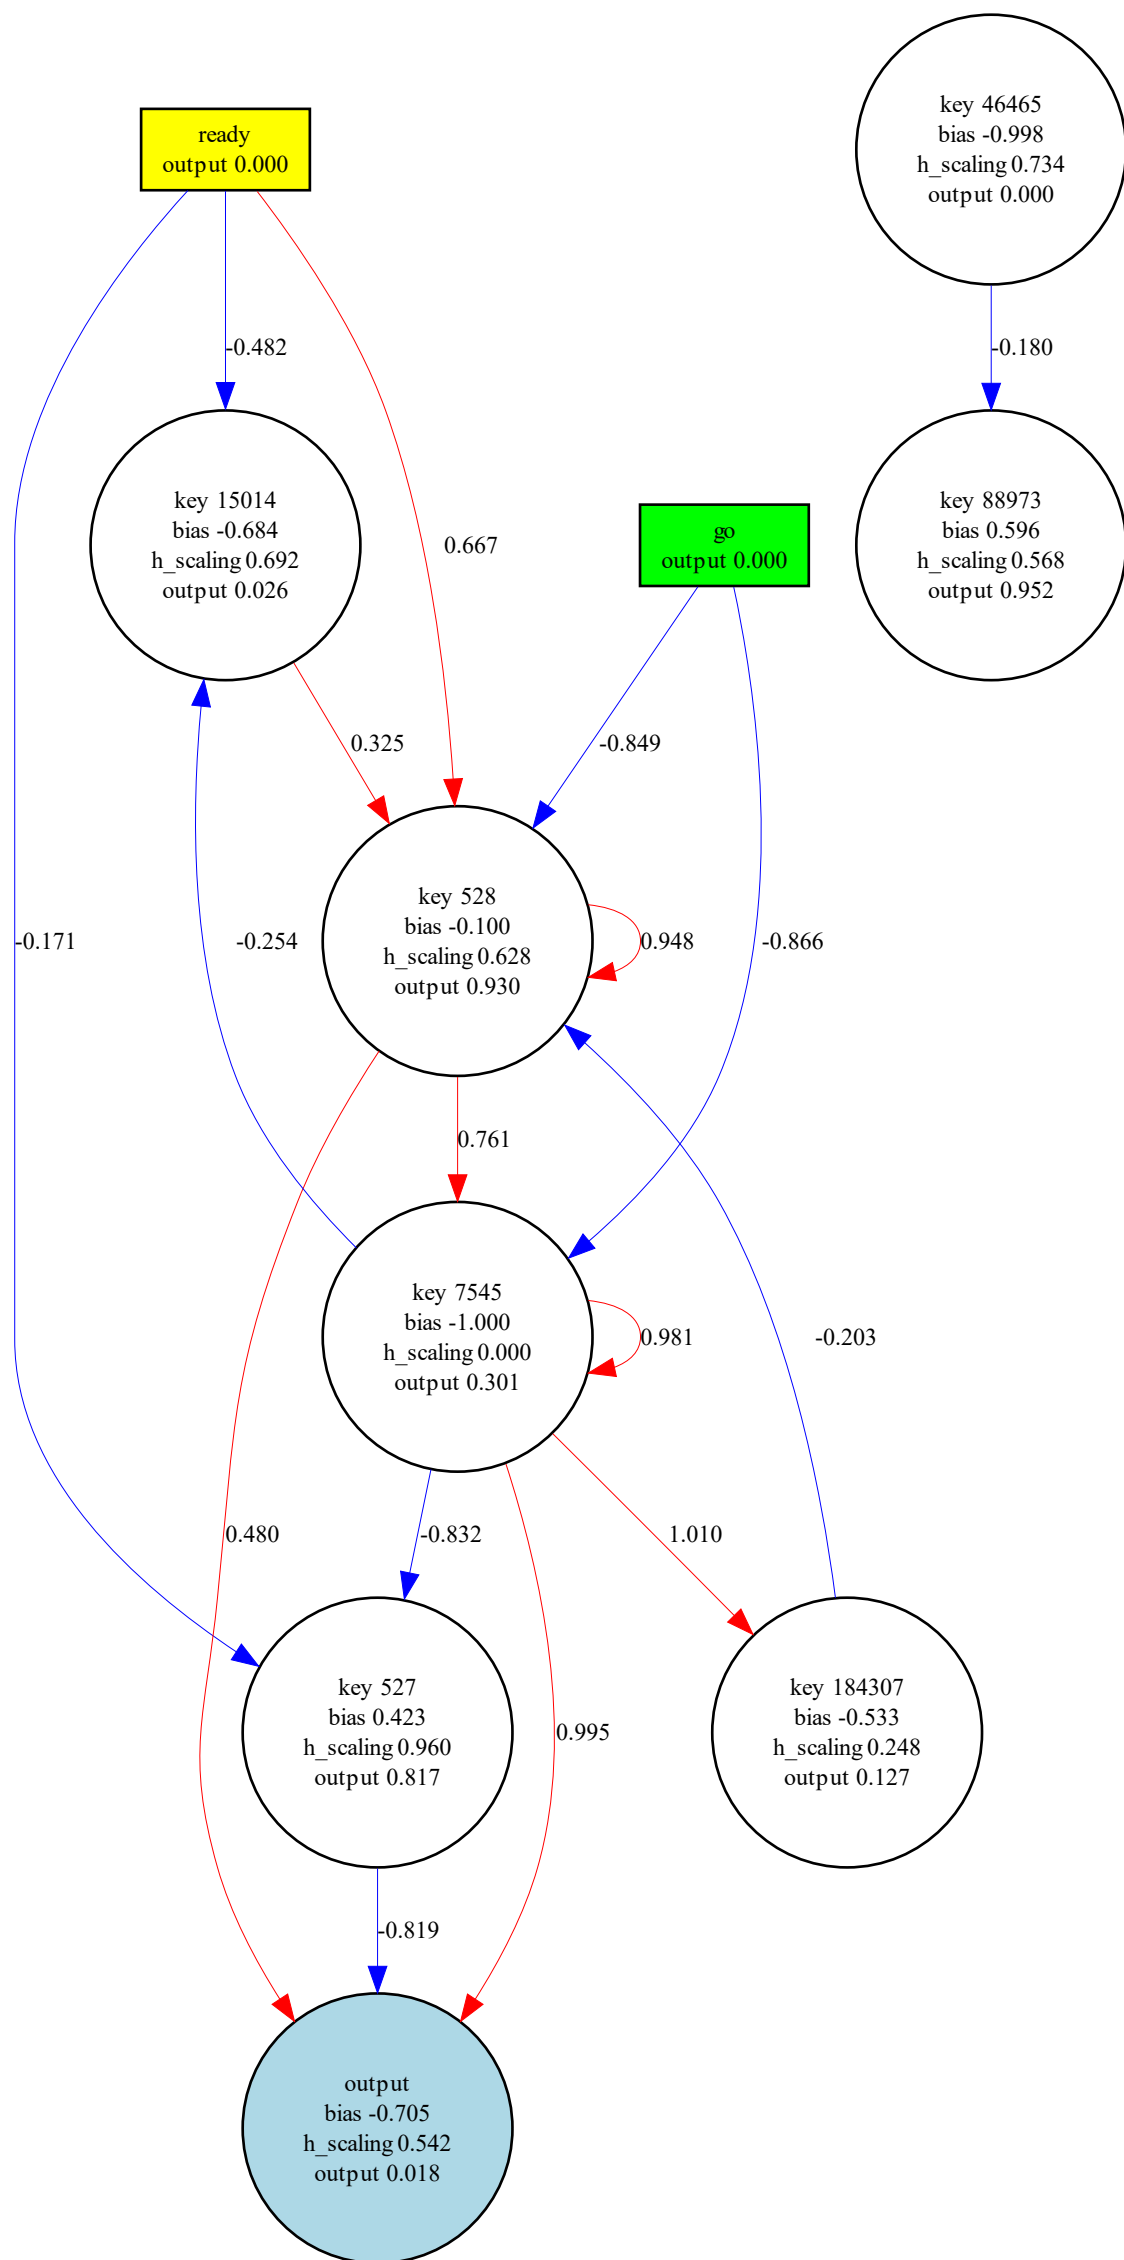 key 46465
bias -0.998
h_scaling 0.734
output 0.000
ready
output 0.000
-0.482
-0.180
key 15014
bias -0.684
h_scaling 0.692
output 0.026
0.667
go
output 0.000
key 88973
bias 0.596
h_scaling 0.568
output 0.952
0.325
-0.849
-0.171
-0.254
key 528
bias -0.100
h_scaling 0.628
output 0.930
0.948
-0.866
0.761
key 7545
bias -1.000
h_scaling 0.000
output 0.301
0.981
-0.203
0.480
-0.832
1.010
key 527
bias 0.423
h_scaling 0.960
output 0.817
0.995
key 184307
bias -0.533
h_scaling 0.248
output 0.127
-0.819
output
bias -0.705
h_scaling 0.542
output 0.018